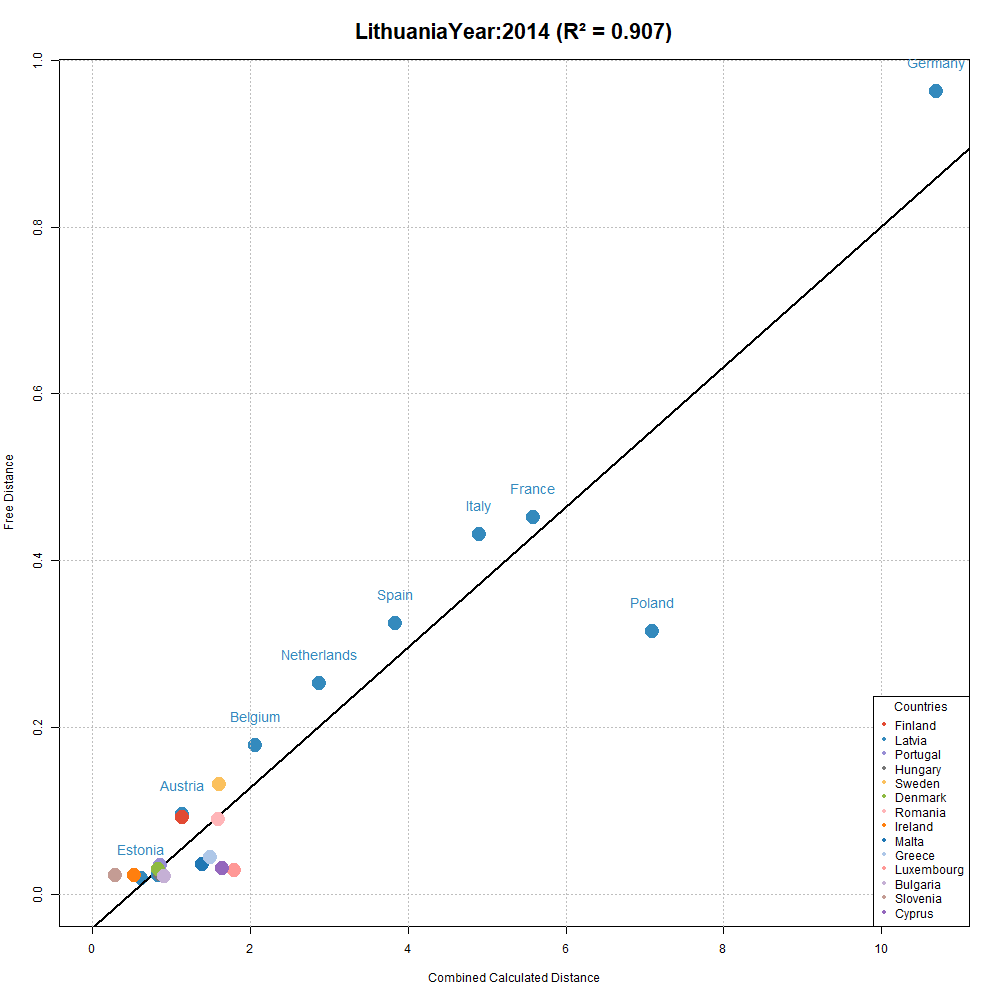 LithuaniaYear:2014 (R² = 0.907)
1.0
Germany
0.8
0.6
France
Italy
Free Distance
0.4
Spain
Poland
Netherlands
Belgium
0.2
Austria
Estonia
0.0
Countries
Finland
Latvia
Portugal
Hungary
Sweden
Denmark
Romania
Ireland
Malta
Greece
Luxembourg
Bulgaria
Slovenia
Cyprus
0 2 4 6 8 10
Combined Calculated Distance